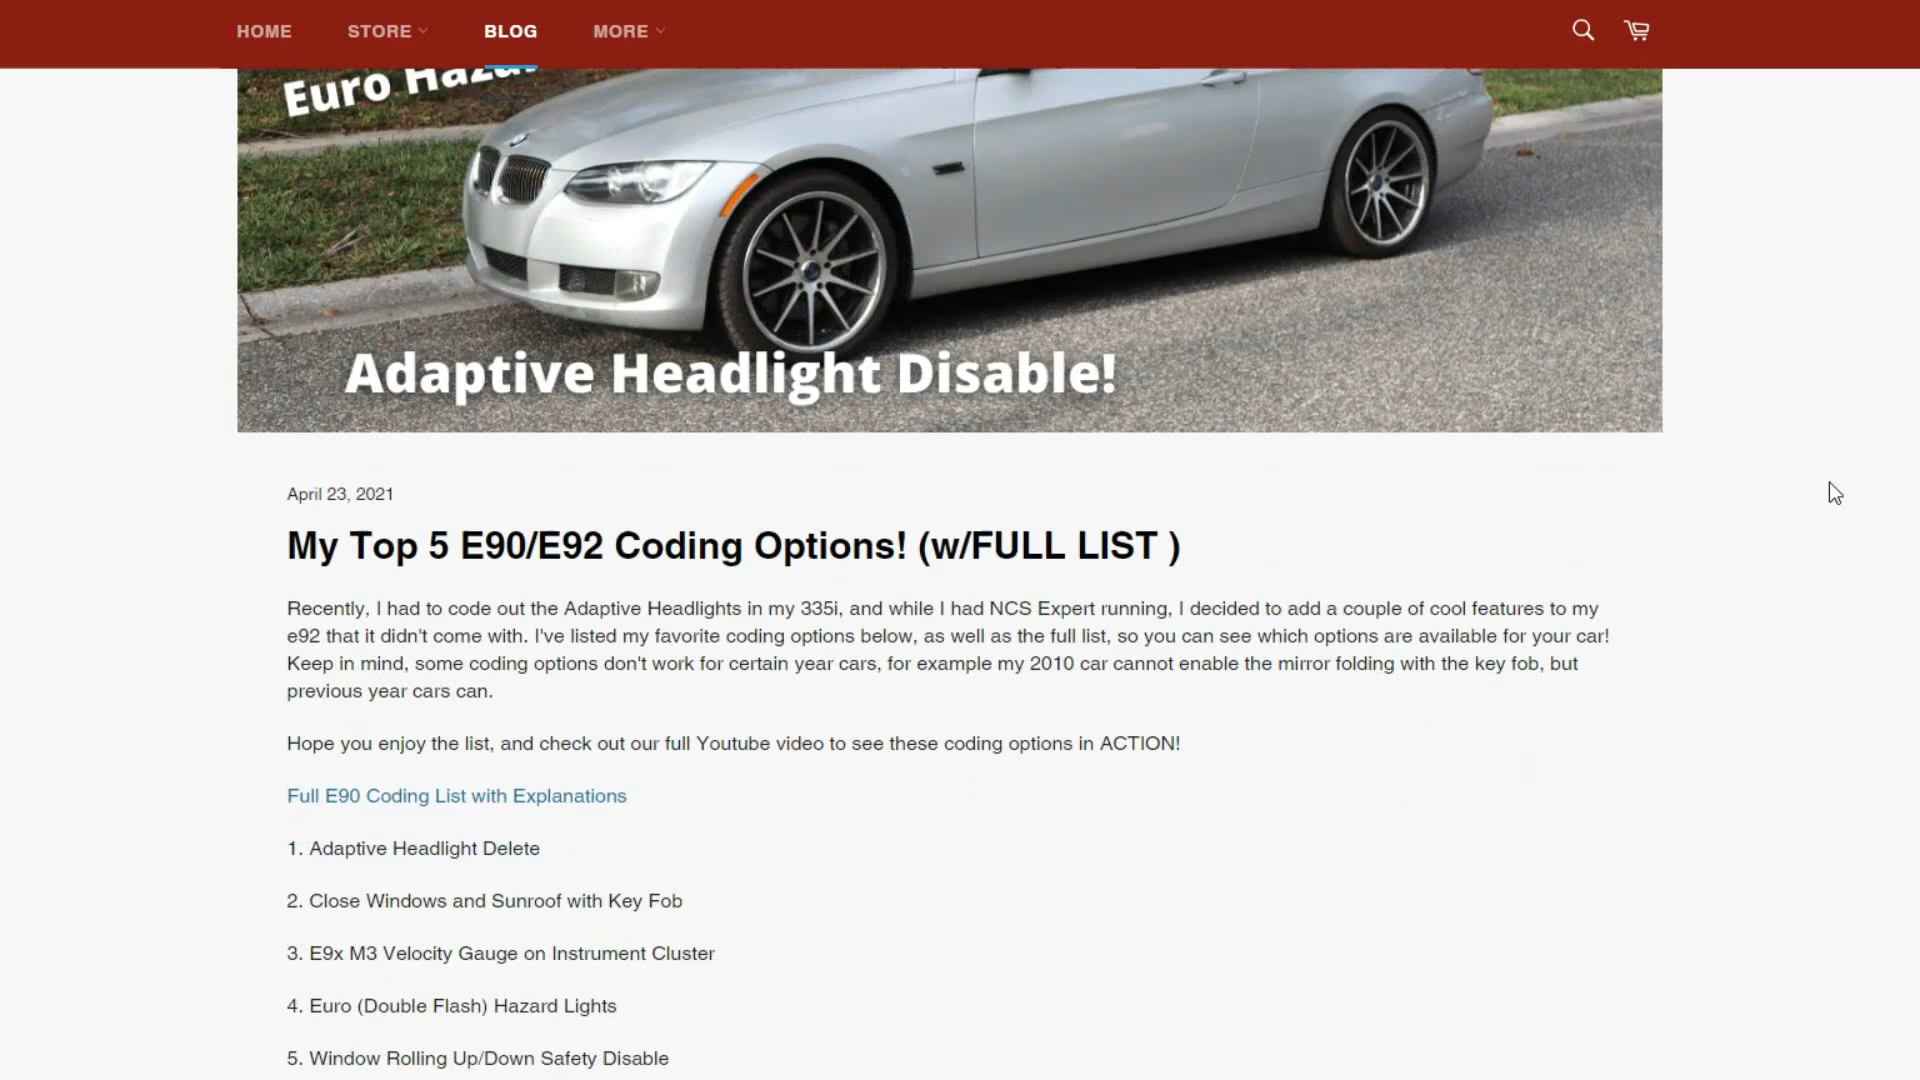 HOME STORE BLOG MORE
Euro
Adaptive Headlight Disable!
April 23, 2021
My Top 5 E90/E92 Coding Options! (w/FULL LIST )
Recently, I had to code out the Adaptive Headlights in my 335i, and while I had NCS Expert running, I decided to add a couple of cool features to my
e92 that it didn't come with. I've listed my favorite coding options below, as well as the full list, so you can see which options are available for your car!
Keep in mind, some coding options don't work for certain year cars, for example my 2010 car cannot enable the mirror folding with the key fob, but
previous year cars can.
Hope you enjoy the list, and check out our full Youtube video to see these coding options in ACTION!
Full E90 Coding List with Explanations
1. Adaptive Headlight Delete
2. Close Windows and Sunroof with Key Fob
3. E9x M3 Velocity Gauge on Instrument Cluster
4. Euro (Double Flash) Hazard Lights
5. Window Rolling Up/Down Safety Disable